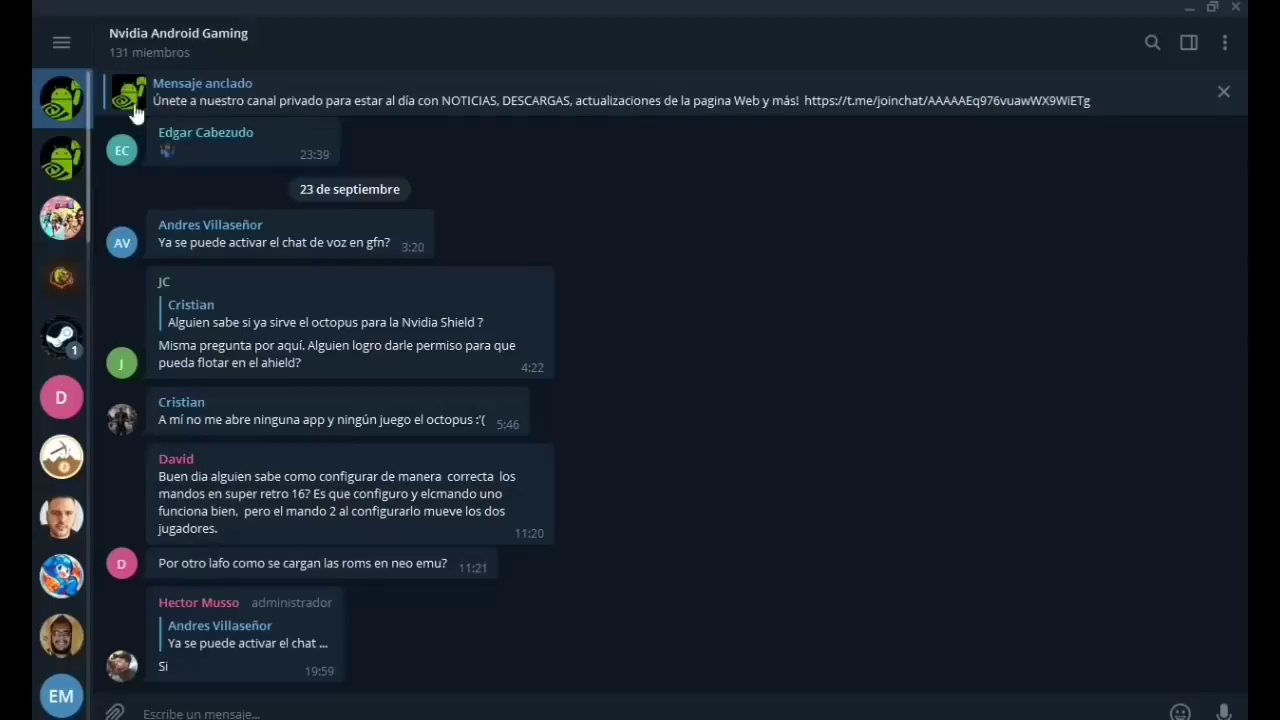 Nvidia Android Gaming
131 miembros
Mensaje anclado
Únete a nuestro canal privado para estar al día con NOTICIAS, DESCARGAS, actualizaciones de la pagina Web y más! https://t.me/joinchat/AAAAAEq976vuawWX9WiETg
Edgar Cabezudo
EC
23:39
23 de septiembre
Andres Villaseñor
AV
Ya se puede activar el chat de voz en gfn?
3:20
JC
Cristian
Alguien sabe si ya sirve el octopus para la Nvidia Shield ?
Misma pregunta por aquí. Alguien logro darle permiso para que
pueda flotar en el ahield?
J
4:22
1
Cristian
A mí no me abre ninguna app y ningún juego el octopus :'(
5:46
D
David
Buen dia alguien sabe como configurar de manera correcta los
mandos en super retro 16? Es que configuro y elcmando uno
funciona bien, pero el mando 2 al configurarlo mueve los dos
jugadores.
11:20
D
Por otro lafo como se cargan las roms en neo emu?
11:21
Hector Musso administrador
Andres Villaseñor
Ya se puede activar el chat ...
Si
19:59
EM
Escribe un mensaje...